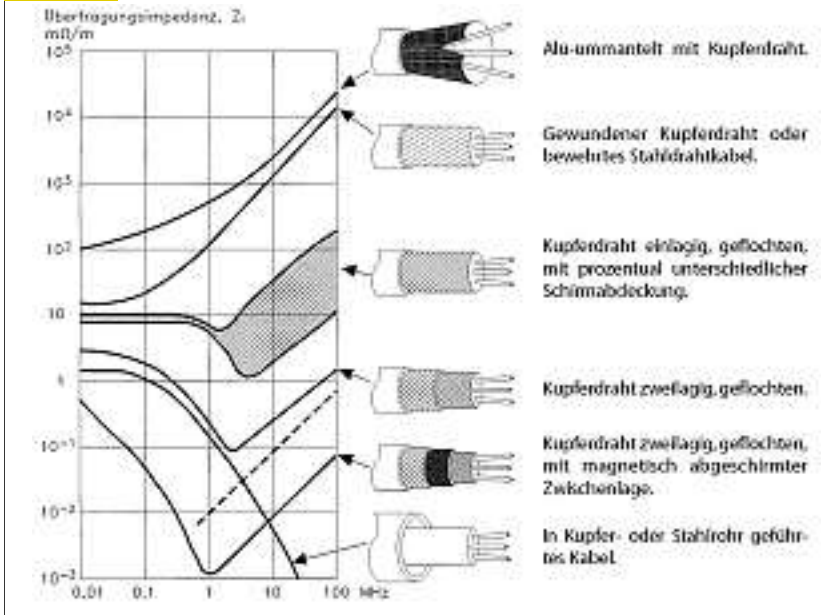 Übertragungsimpedanz, Zₜ
mΩ/m
10⁵
10⁴
10³
10²
10
1
10⁻¹
10⁻²
10⁻³
0,01 0,1 1 10 100 MHz
Alu-ummantelt mit Kupferdraht.
Gewundener Kupferdraht oder
bewehrtes Stahldrahtkabel.
Kupferdraht einlagig, geflochten,
mit prozentual unterschiedlicher
Schirmabdeckung.
Kupferdraht zweilagig, geflochten.
Kupferdraht zweilagig, geflochten,
mit magnetisch abgeschirmter
Zwischenlage.
In Kupfer- oder Stahlrohr geführ-
tes Kabel.